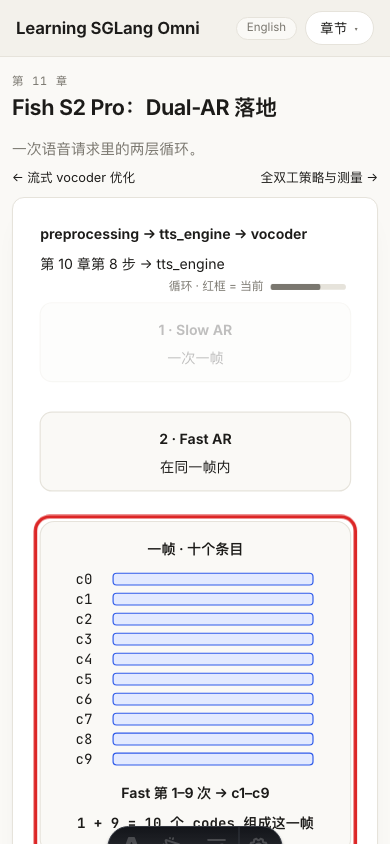 Learning SGLang Omni
English
章节
第 11 章
Fish S2 Pro：Dual-AR 落地
一次语音请求里的两层循环。
← 流式 vocoder 优化
全双工策略与测量 →
preprocessing → tts_engine → vocoder
第 10 章第 8 步 → tts_engine
循环 · 红框 = 当前
1 · Slow AR
一次一帧
2 · Fast AR
在同一帧内
一帧 · 十个条目
c0
c1
c2
c3
c4
c5
c6
c7
c8
c9
Fast 第 1–9 次 → c1–c9
1 + 9 = 10 个 codes 组成这一帧